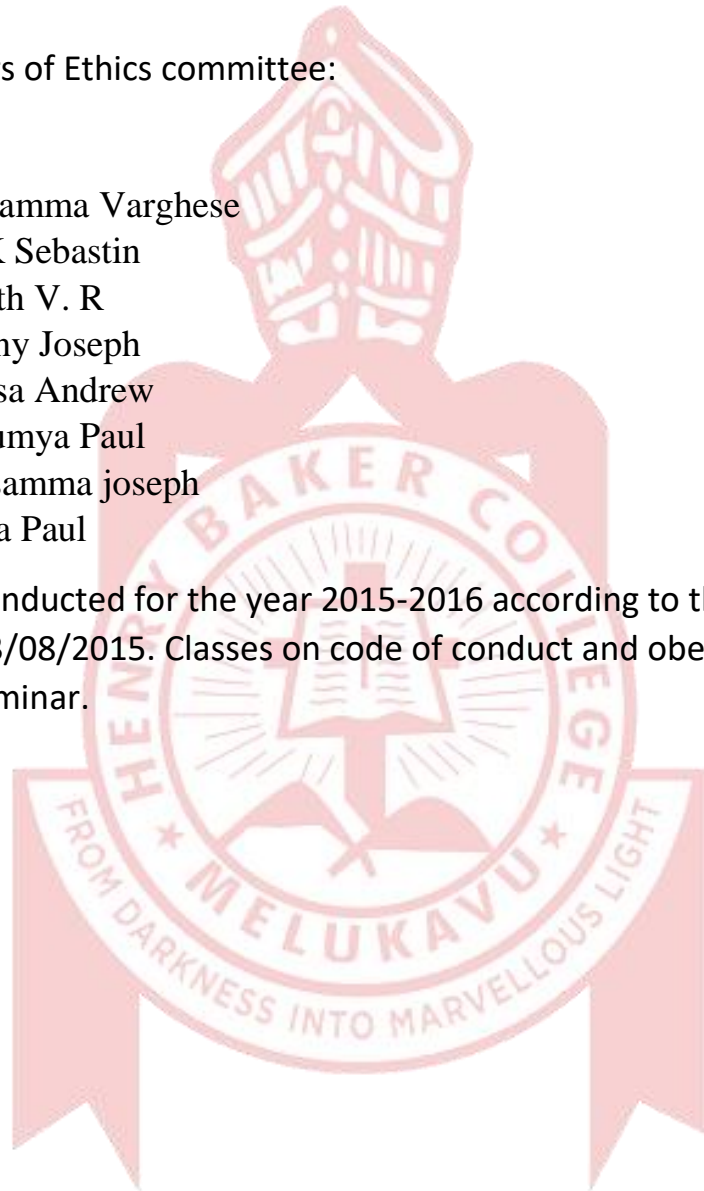 s of Ethics committee:
amma Varghese
K Sebastin
th V. R
ny Joseph
sa Andrew
umya Paul
amma joseph
a Paul
nducted for the year 2015-2016 according to th
8/08/2015. Classes on code of conduct and obe
minar.
HENRY BAKER COLLEGE
MELUKAVU
FROM DARKNESS INTO MARVELLOUS LIGHT